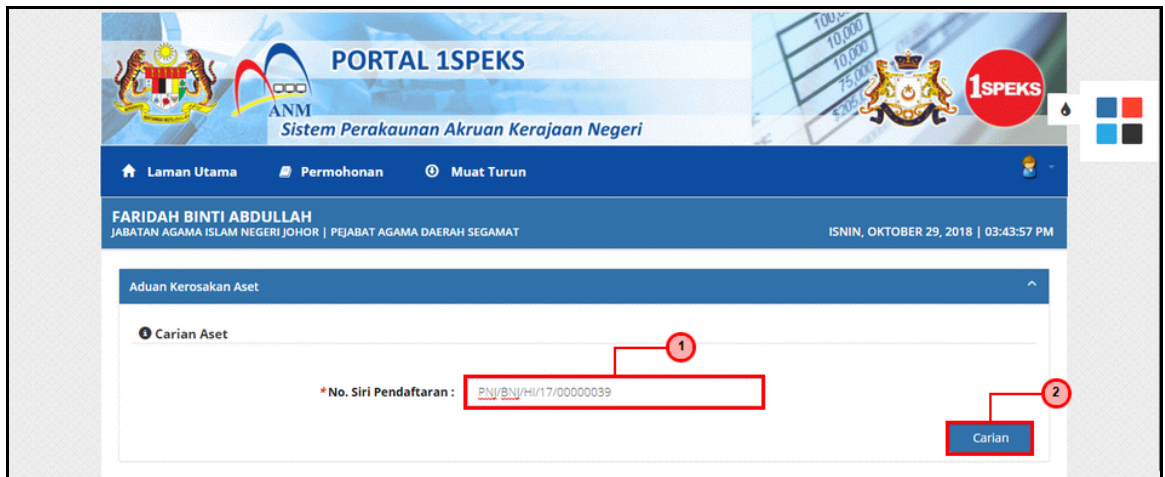 PORTAL 1SPEKS
ANM
Sistem Perakaunan Akruan Kerajaan Negeri
1SPEKS
Laman Utama Permohonan Muat Turun
FARIDAH BINTI ABDULLAH
JABATAN AGAMA ISLAM NEGERI JOHOR | PEJABAT AGAMA DAERAH SEGAMAT
ISNIN, OKTOBER 29, 2018 | 03:43:57 PM
Aduan Kerosakan Aset
Carian Aset
1
*No. Siri Pendaftaran : PNJ/BNJ/HI/17/00000039
2
Carian